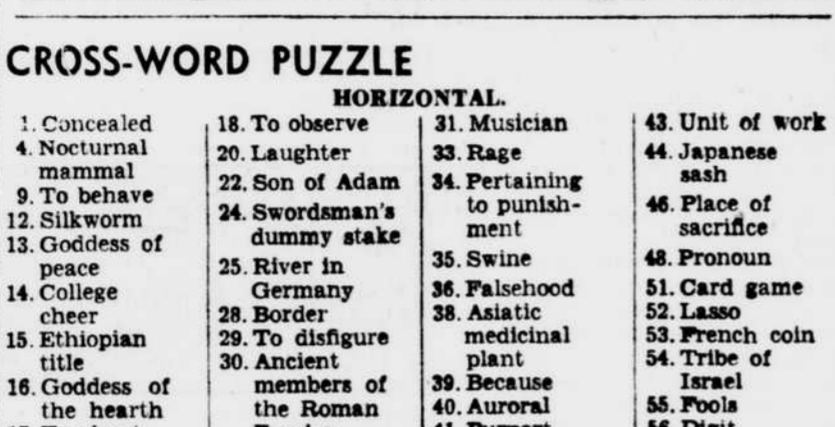 CROSS-WORD PUZZLE
HORIZONTAL.
1. Concealed
4. Nocturnal
mammal
9. To behave
12. Silkworm
13. Goddess of
peace
14. College
cheer
15. Ethiopian
title
16. Goddess of
the hearth
18. To observe
20. Laughter
22. Son of Adam
24. Swordsman's
dummy stake
25. River in
Germany
28. Border
29. To disfigure
30. Ancient
members of
the Roman
31. Musician
33. Rage
34. Pertaining
to punish-
ment
35. Swine
36. Falsehood
38. Asiatic
medicinal
plant
39. Because
40. Auroral
43. Unit of work
44. Japanese
sash
46. Place of
sacrifice
48. Pronoun
51. Card game
52. Lasso
53. French coin
54. Tribe of
Israel
55. Fools
56. Digit